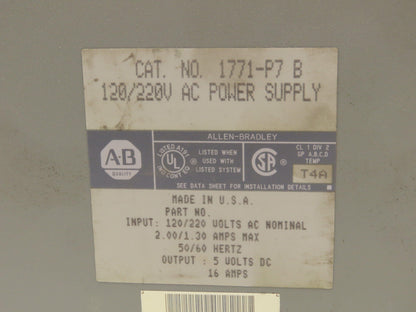 CAT. NO. 1771-P7 B
120/220V AC POWER SUPPLY
ALLEN-BRADLEY
A-B
QUALITY
UL
LISTED WHEN
USED WITH
LISTED SYSTEM
SA
CL 1 DIV 2
GP A,B,C,D
TEMP
T4A
SEE DATA SHEET FOR INSTALLATION DETAILS
MADE IN U.S.A.
PART NO.
INPUT: 120/220 VOLTS AC NOMINAL
2.00/1.30 AMPS MAX
50/60 HERTZ
OUTPUT : 5 VOLTS DC
16 AMPS